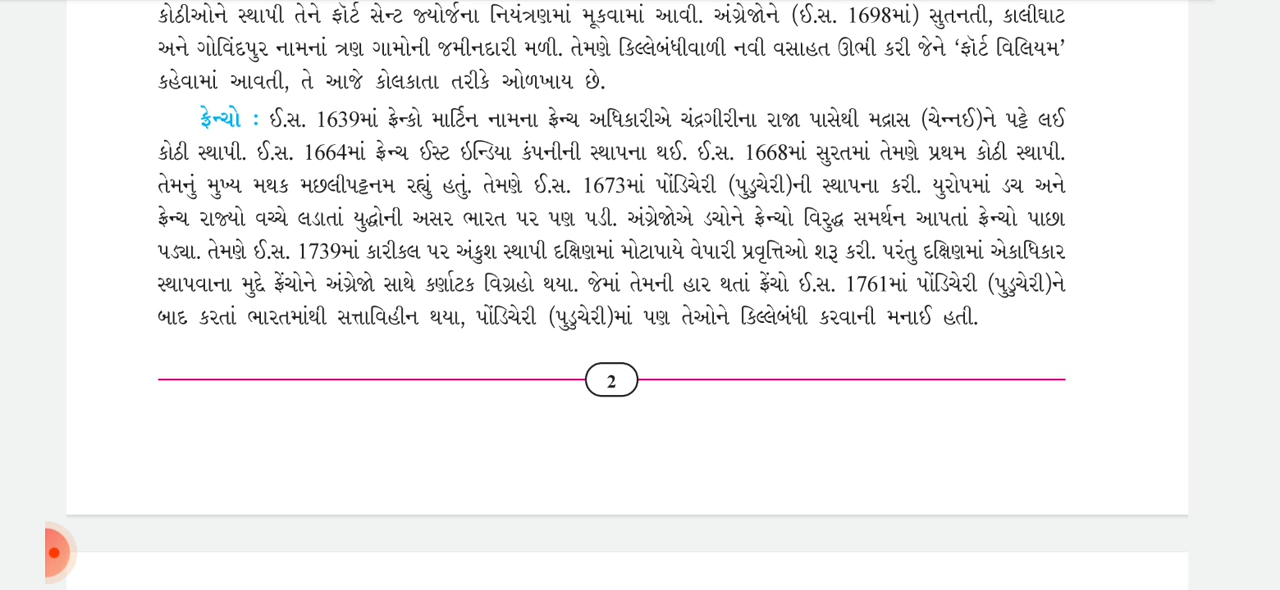 કોઠીઓને સ્થાપી તેને ફૉર્ટ સેન્ટ જ્યોર્જના નિયંત્રણમાં મૂકવામાં આવી. અંગ્રેજોને (ઈ.સ. 1698માં) સુતનતી, કાલીઘાટ
અને ગોવિંદપુર નામનાં ત્રણ ગામોની જમીનદારી મળી. તેમણે કિલ્લેબંધીવાળી નવી વસાહત ઊભી કરી જેને ‘ફૉર્ટ વિલિયમ’
કહેવામાં આવતી, તે આજે કોલકાતા તરીકે ઓળખાય છે.
ફ્રેન્ચો : ઈ.સ. 1639માં ફ્રેન્કો માર્ટિન નામના ફ્રેન્ચ અધિકારીએ ચંદ્રગીરીના રાજા પાસેથી મદ્રાસ (ચેન્નઈ)ને પટ્ટે લઈ
કોઠી સ્થાપી. ઈ.સ. 1664માં ફ્રેન્ચ ઈસ્ટ ઇન્ડિયા કંપનીની સ્થાપના થઈ. ઈ.સ. 1668માં સુરતમાં તેમણે પ્રથમ કોઠી સ્થાપી.
તેમનું મુખ્ય મથક મછલીપટ્ટનમ રહ્યું હતું. તેમણે ઈ.સ. 1673માં પોંડિચેરી (પુડુચેરી)ની સ્થાપના કરી. યુરોપમાં ડચ અને
ફ્રેન્ચ રાજ્યો વચ્ચે લડાતાં યુદ્ધોની અસર ભારત પર પણ પડી. અંગ્રેજોએ ડચોને ફ્રેન્ચો વિરુદ્ધ સમર્થન આપતાં ફ્રેન્ચો પાછા
પડ્યા. તેમણે ઈ.સ. 1739માં કારીકલ પર અંકુશ સ્થાપી દક્ષિણમાં મોટાપાયે વેપારી પ્રવૃત્તિઓ શરૂ કરી. પરંતુ દક્ષિણમાં એકાધિકાર
સ્થાપવાના મુદ્દે ફ્રેંચોને અંગ્રેજો સાથે કર્ણાટક વિગ્રહો થયા. જેમાં તેમની હાર થતાં ફ્રેંચો ઈ.સ. 1761માં પોંડિચેરી (પુડુચેરી)ને
બાદ કરતાં ભારતમાંથી સત્તાવિહીન થયા, પોંડિચેરી (પુડુચેરી)માં પણ તેઓને કિલ્લેબંધી કરવાની મનાઈ હતી.
2